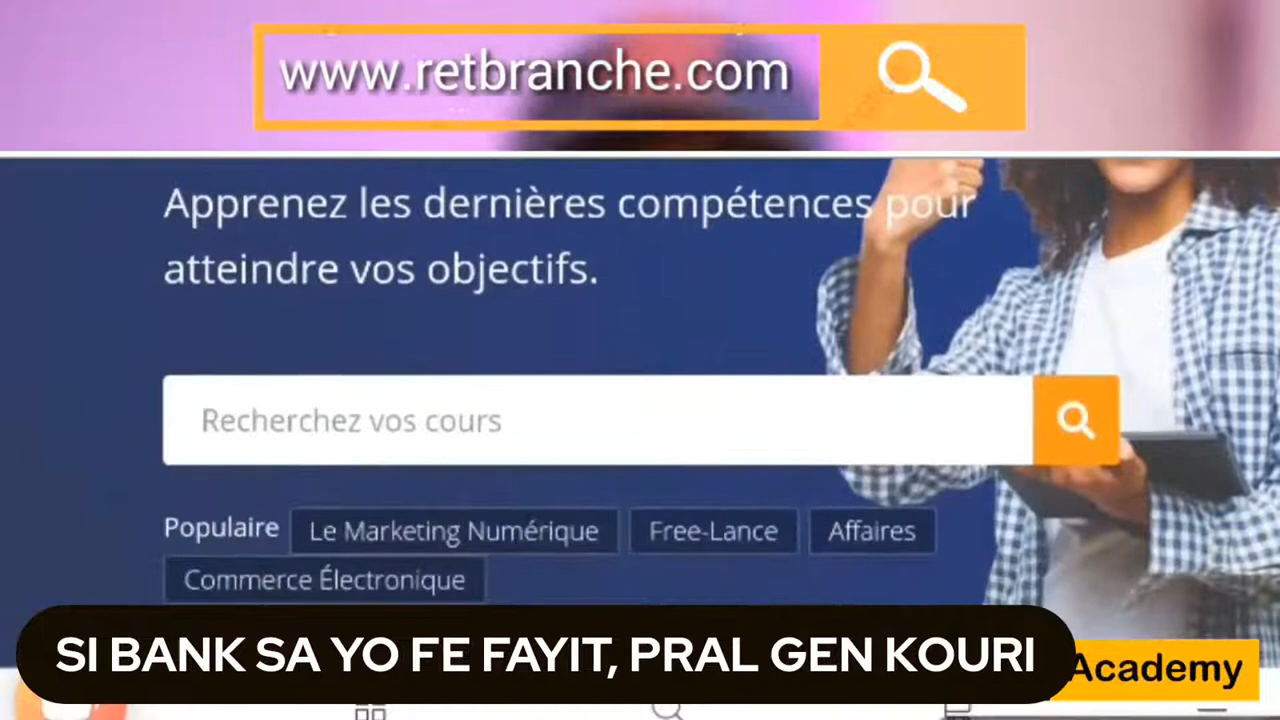 www.retbranche.com
Apprenez les dernières compétences pour
atteindre vos objectifs.
Recherchez vos cours
Populaire Le Marketing Numérique Free-Lance Affaires
Commerce Électronique
SI BANK SA YO FE FAYIT, PRAL GEN KOURI
Academy